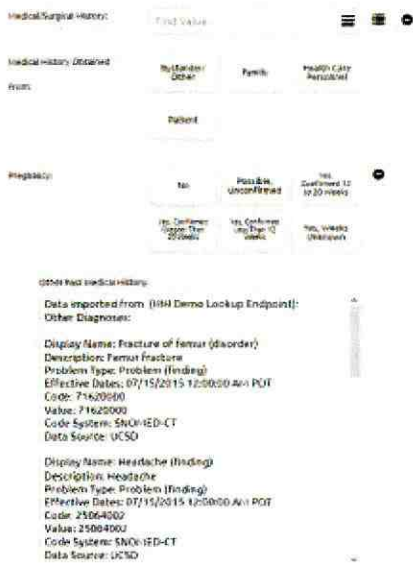 Medical/Surgical History:
Find Value
Medical History Obtained
From:
Bystander/
Other
Family
Health Care
Personnel
Patient
Pregnancy:
No
Possible,
Unconfirmed
Yes,
Confirmed 12
to 20 Weeks
Yes, Confirmed
Greater Than
20 Weeks
Yes, Confirmed
Less Than 12
Weeks
Yes, Weeks
Unknown
Other Past Medical History:
Data imported from Demo Lookup Endpoint):
Other Diagnoses:
Display Name: Fracture of femur (disorder)
Description: Femur fracture
Problem Type: Problem (finding)
Effective Dates: 07/15/2015 12:00:00 AM PDT
Code: 71620000
Value: 71620000
Code System: SNOMED-CT
Data Source: UCSD
Display Name: Headache (finding)
Description: Headache
Problem Type: Problem (finding)
Effective Dates: 07/15/2015 12:00:00 AM PDT
Code: 25064002
Value: 25064002
Code System: SNOMED-CT
Data Source: UCSD